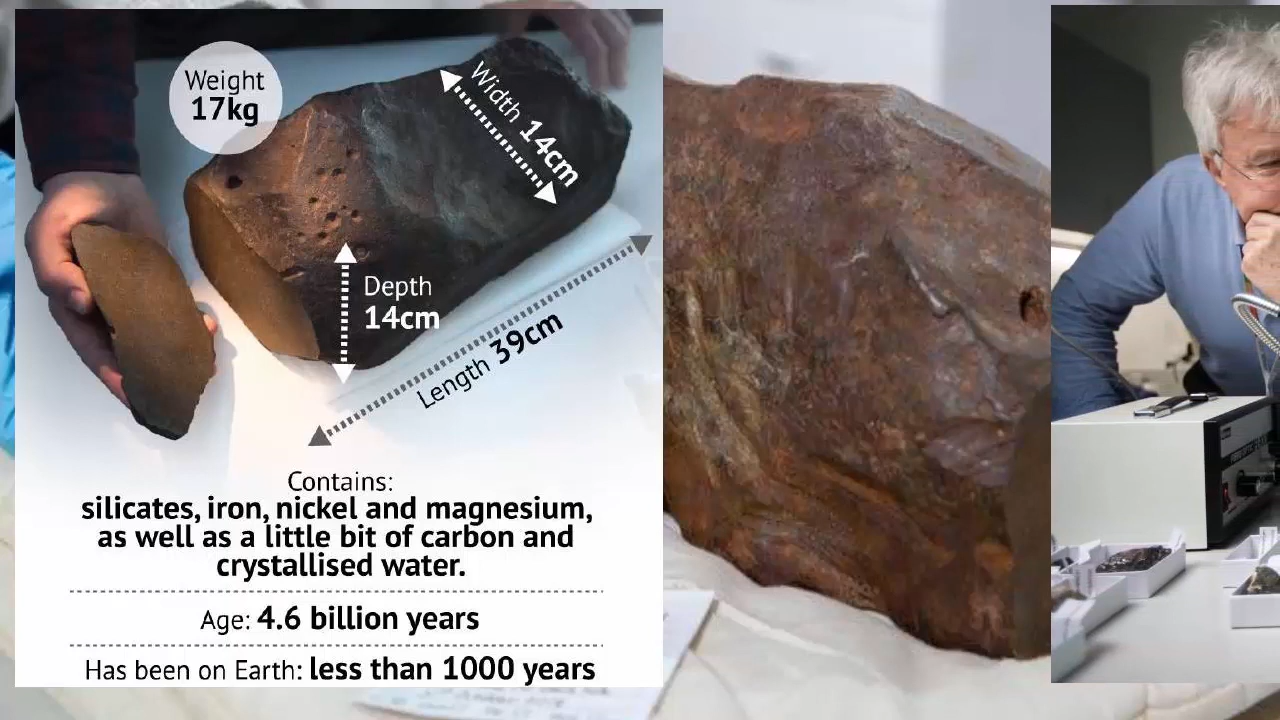 Weight
17kg
Width 14cm
Depth
14cm
Length 39cm
Contains:
silicates, iron, nickel and magnesium,
as well as a little bit of carbon and
crystallised water.
Age: 4.6 billion years
Has been on Earth: less than 1000 years